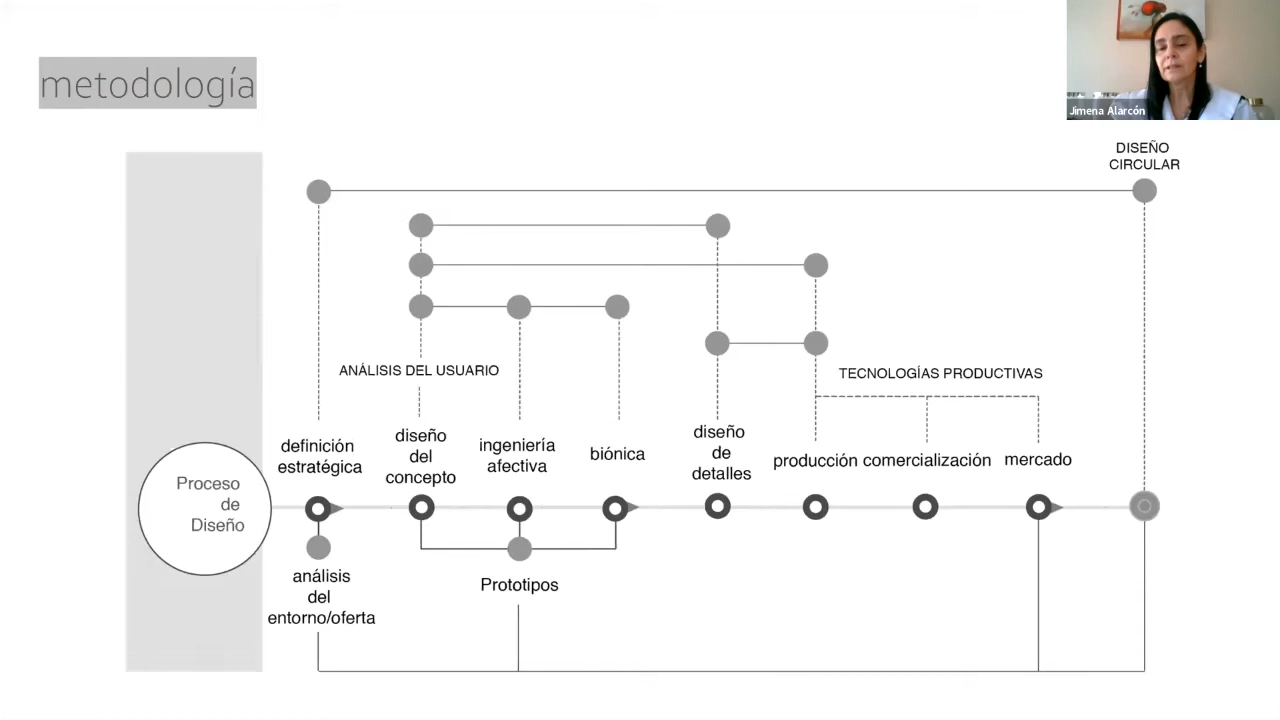 metodología
Jimena Alarcón
DISEÑO
CIRCULAR
ANÁLISIS DEL USUARIO
TECNOLOGÍAS PRODUCTIVAS
definición
estratégica
diseño
del
concepto
ingeniería
afectiva
biónica
diseño
de
detalles
producción
comercialización
mercado
Proceso
de
Diseño
análisis
del
entorno/oferta
Prototipos